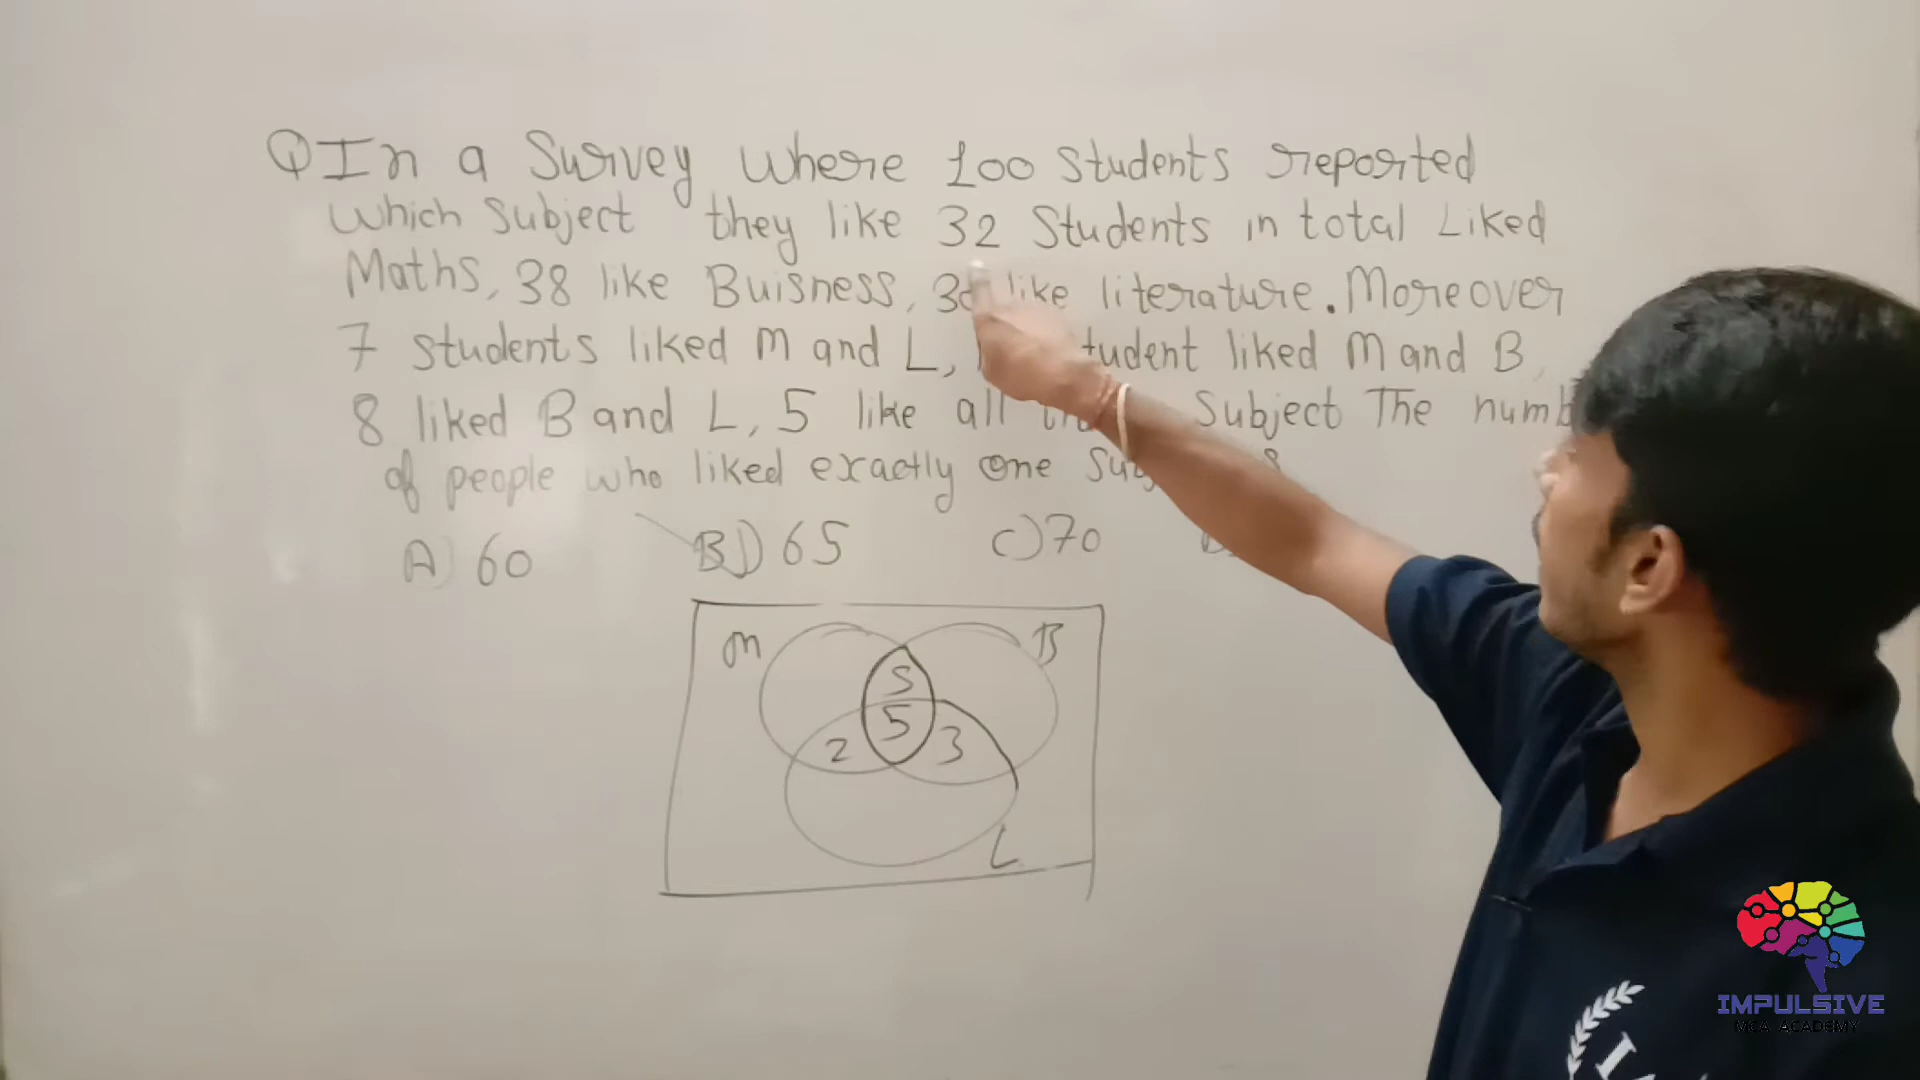 Q In a Survey Where 100 Students reported
Which Subject they like 32 Students in total Liked
Maths, 38 like Buisness, like literature. Moreover
7 students liked M and L, liked M and B,
8 liked B and L, 5 like all Subject The
of people who liked exactly one
A) 60 B) 65 C) 70
M B
5
5
2 3
L
IMPULSIVE
MCA ACADEMY